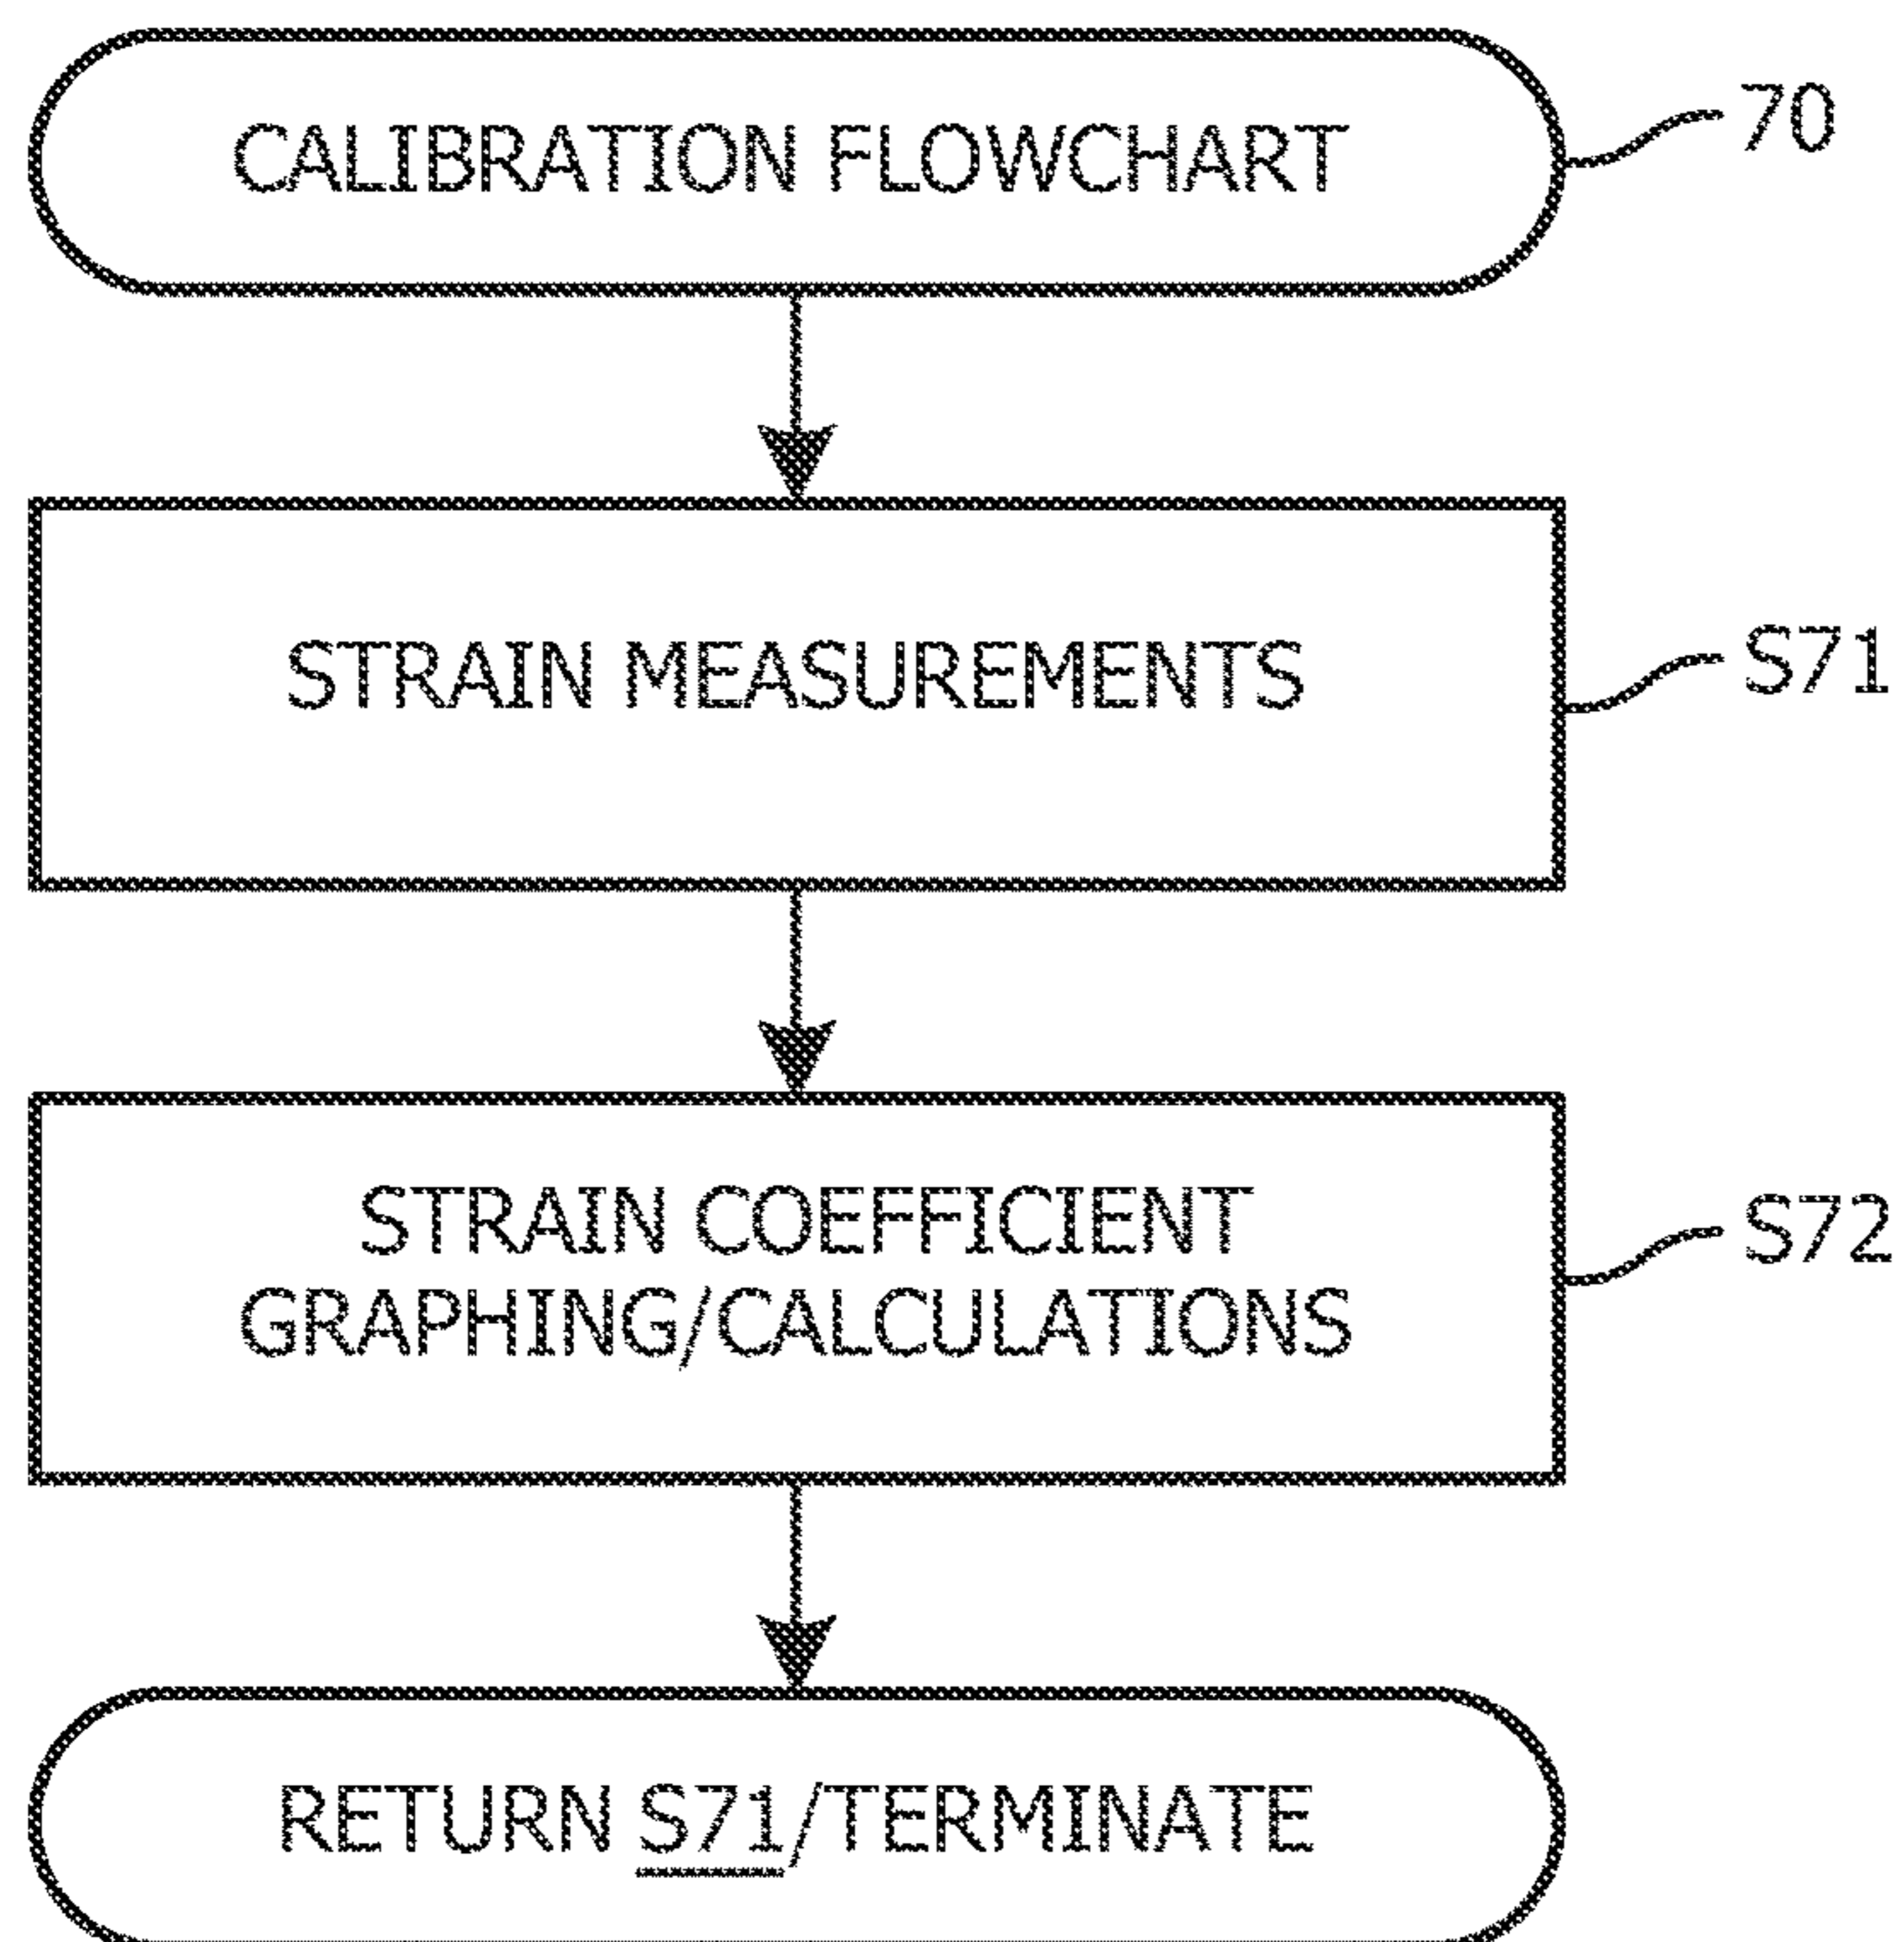 CALIBRATION FLOWCHART
70
STRAIN MEASUREMENTS
S71
STRAIN COEFFICIENT
GRAPHING/CALCULATIONS
S72
RETURN S71/TERMINATE